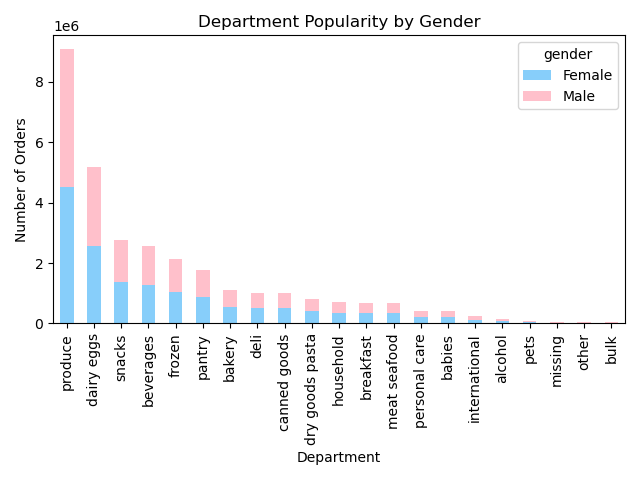 Department Popularity by Gender
1e6
gender
Female
Male
8
6
4
2
0
Number of Orders
produce
dairy eggs
snacks
beverages
frozen
pantry
bakery
deli
canned goods
dry goods pasta
household
breakfast
meat seafood
personal care
babies
international
alcohol
pets
missing
other
bulk
Department